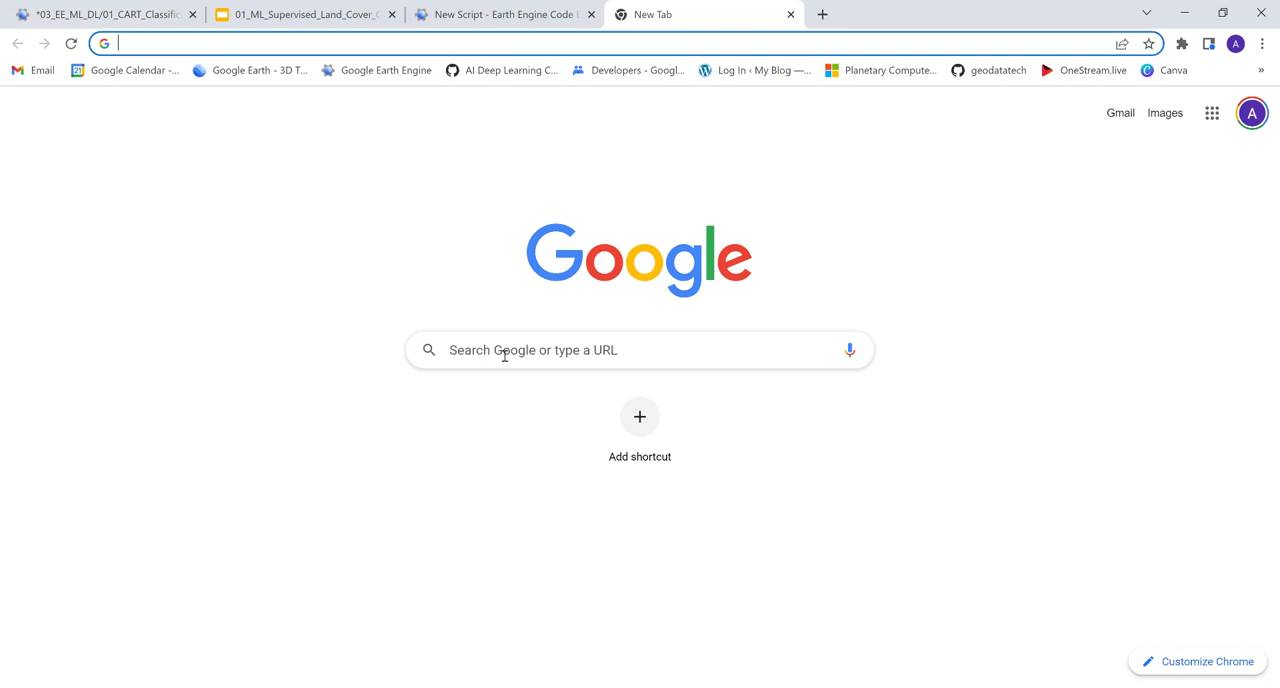 *03_EE_ML_DL/01_CART_Classific
01_ML_Supervised_Land_Cover_C
New Script - Earth Engine Code E
New Tab
A
Email
Google Calendar -...
Google Earth - 3D T...
Google Earth Engine
AI Deep Learning C...
Developers - Googl...
Log In ‹ My Blog —...
Planetary Compute...
geodatatech
OneStream.live
Canva
»
Gmail
Images
A
Google
Search Google or type a URL
Add shortcut
Customize Chrome